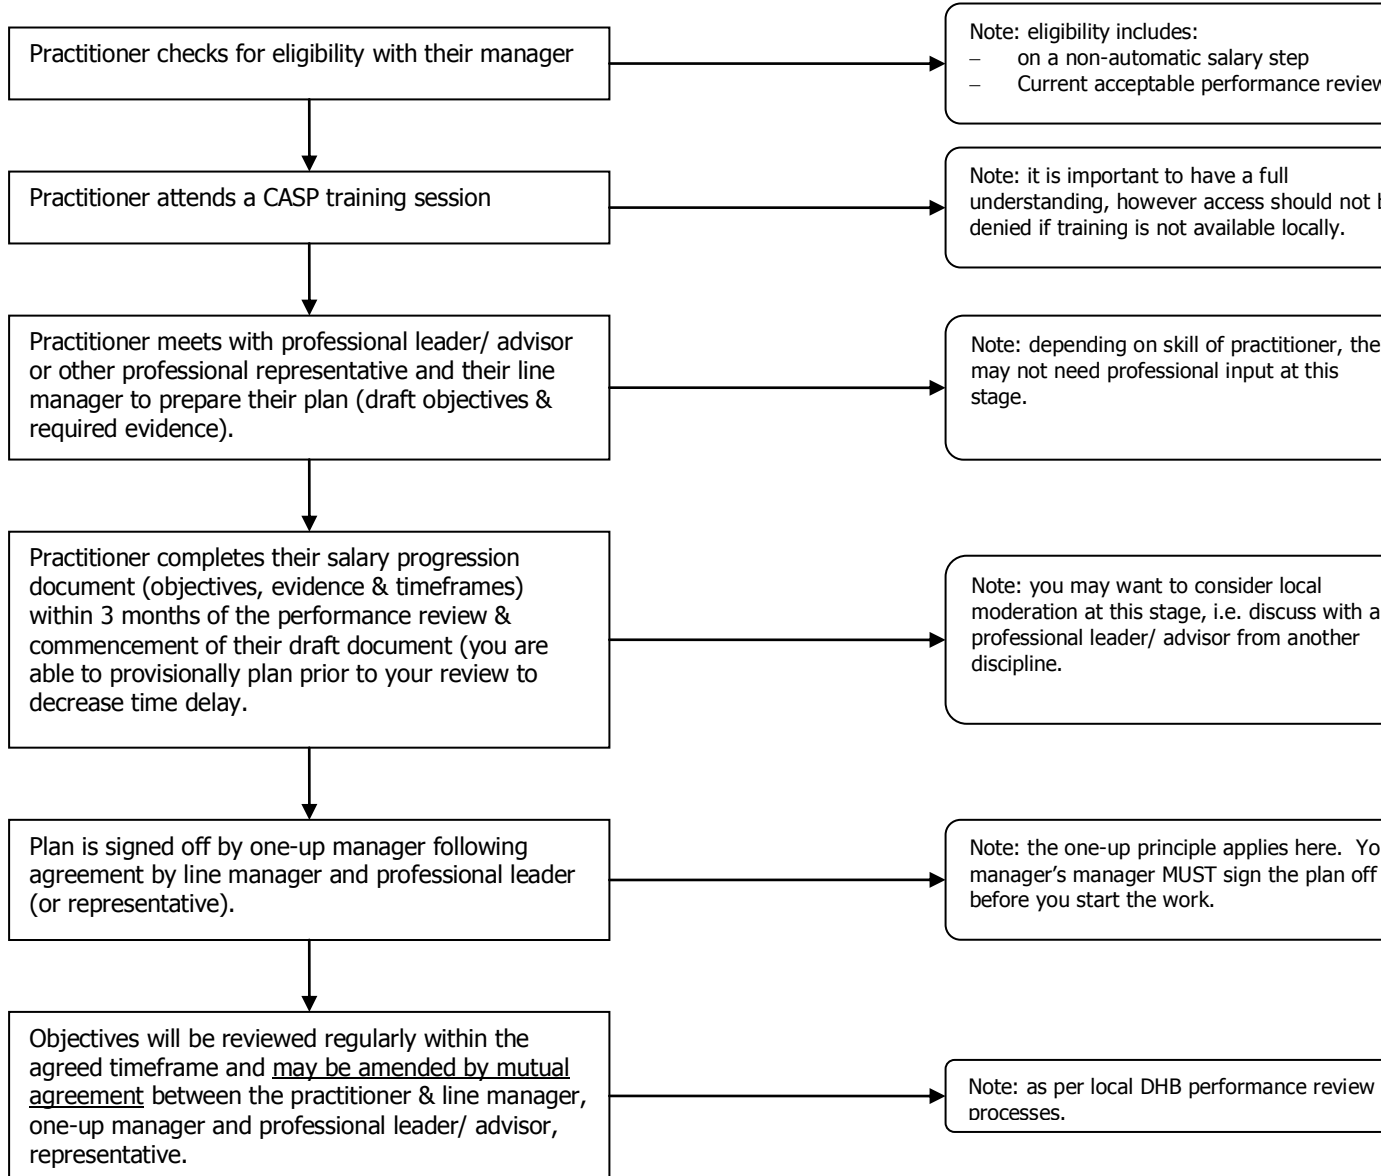 Practitioner checks for eligibility with their manager
Note: eligibility includes:
– on a non-automatic salary step
– Current acceptable performance review
Practitioner attends a CASP training session
Note: it is important to have a full
understanding, however access should not
denied if training is not available locally.
Practitioner meets with professional leader/ advisor
or other professional representative and their line
manager to prepare their plan (draft objectives &
required evidence).
Note: depending on skill of practitioner,
may not need professional input at this
stage.
Practitioner completes their salary progression
document (objectives, evidence & timeframes)
within 3 months of the performance review &
commencement of their draft document (you are
able to provisionally plan prior to your review to
decrease time delay.
Note: you may want to consider local
moderation at this stage, i.e. discuss with a
professional leader/ advisor from another
discipline.
Plan is signed off by one-up manager following
agreement by line manager and professional leader
(or representative).
Note: the one-up principle applies here.
manager’s manager MUST sign the plan off
before you start the work.
Objectives will be reviewed regularly within the
agreed timeframe and may be amended by mutual
agreement between the practitioner & line manager,
one-up manager and professional leader/ advisor,
representative.
Note: as per local DHB performance review
processes.